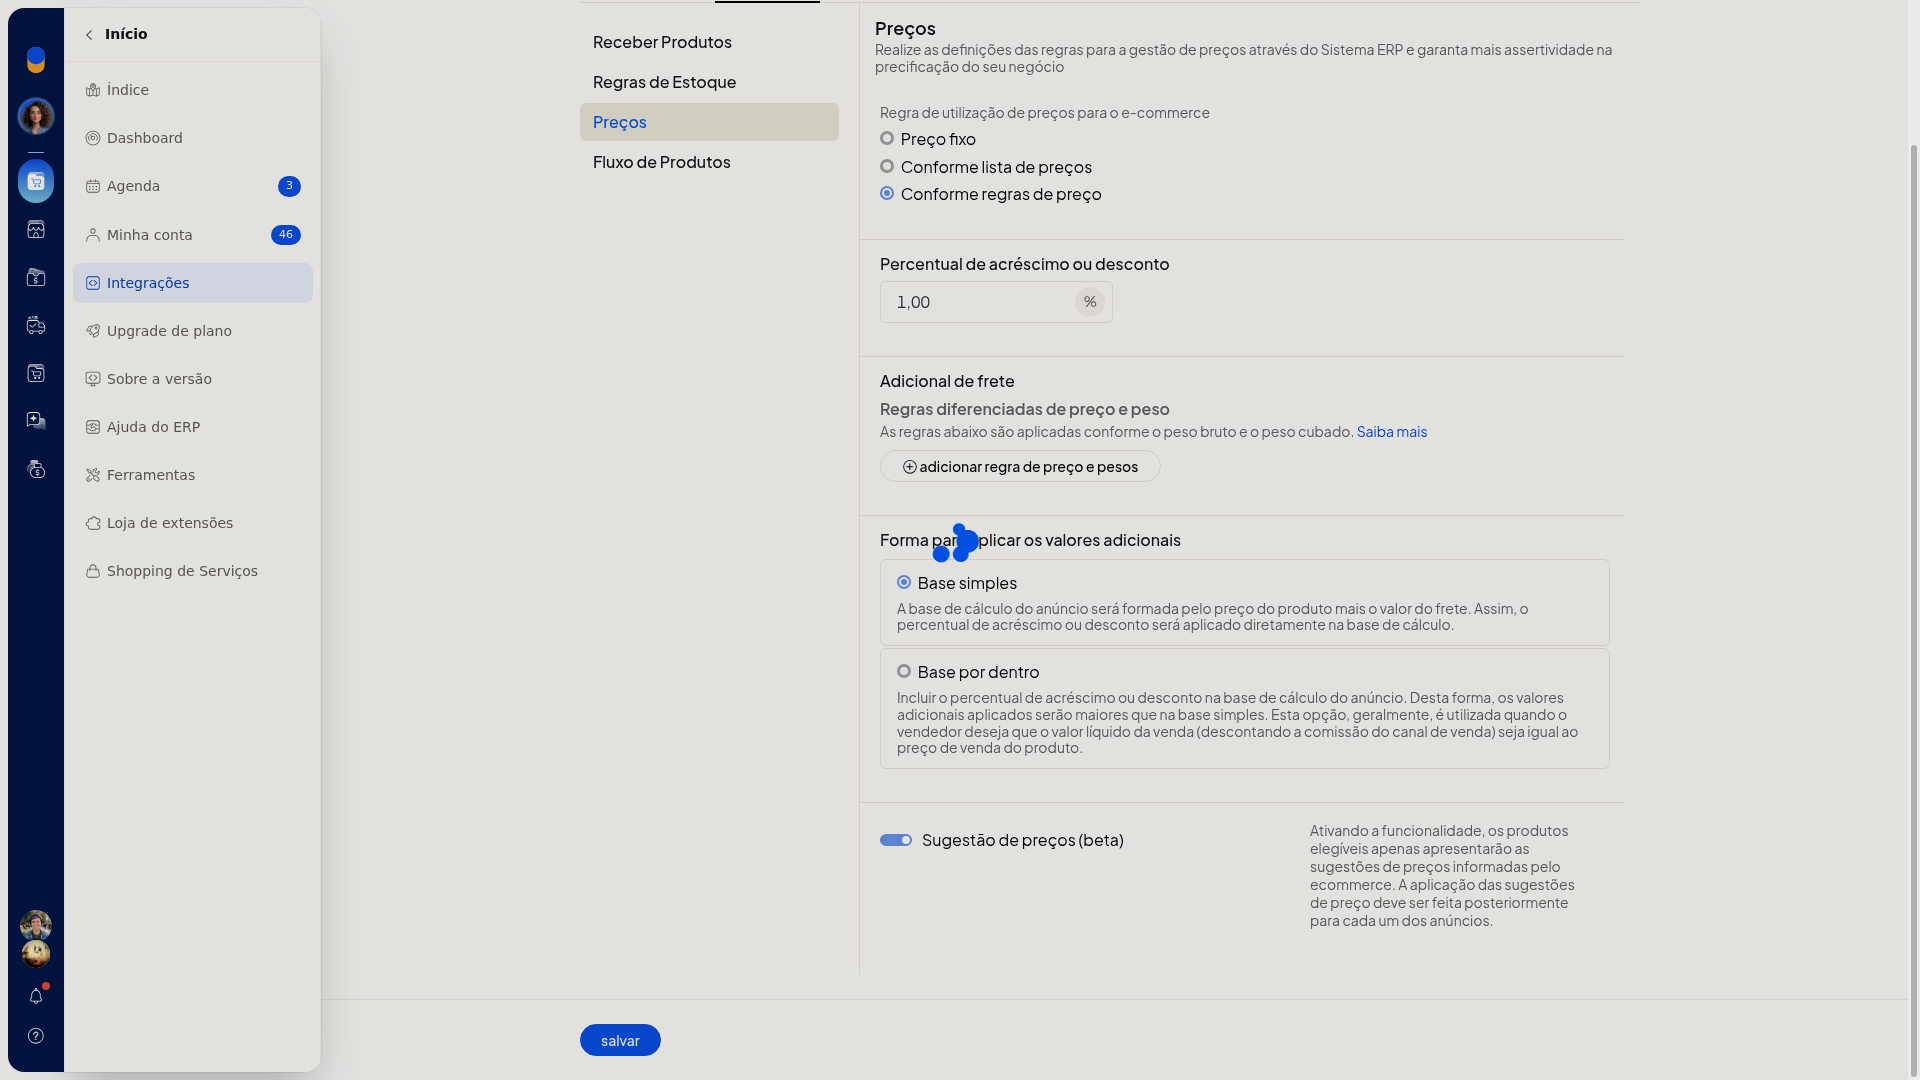 Início
Índice
Dashboard
Agenda
3
Minha conta
46
Integrações
Upgrade de plano
Sobre a versão
Ajuda do ERP
Ferramentas
Loja de extensões
Shopping de Serviços
Receber Produtos
Regras de Estoque
Preços
Fluxo de Produtos
Preços
Realize as definições das regras para a gestão de preços através do Sistema ERP e garanta mais assertividade na
precificação do seu negócio
Regra de utilização de preços para o e-commerce
Preço fixo
Conforme lista de preços
Conforme regras de preço
Percentual de acréscimo ou desconto
1,00
%
Adicional de frete
Regras diferenciadas de preço e peso
As regras abaixo são aplicadas conforme o peso bruto e o peso cubado. Saiba mais
adicionar regra de preço e pesos
Forma para aplicar os valores adicionais
Base simples
A base de cálculo do anúncio será formada pelo preço do produto mais o valor do frete. Assim, o
percentual de acréscimo ou desconto será aplicado diretamente na base de cálculo.
Base por dentro
Incluir o percentual de acréscimo ou desconto na base de cálculo do anúncio. Desta forma, os valores
adicionais aplicados serão maiores que na base simples. Esta opção, geralmente, é utilizada quando o
vendedor deseja que o valor líquido da venda (descontando a comissão do canal de venda) seja igual ao
preço de venda do produto.
Sugestão de preços (beta)
Ativando a funcionalidade, os produtos
elegíveis apenas apresentarão as
sugestões de preços informadas pelo
ecommerce. A aplicação das sugestões
de preço deve ser feita posteriormente
para cada um dos anúncios.
salvar